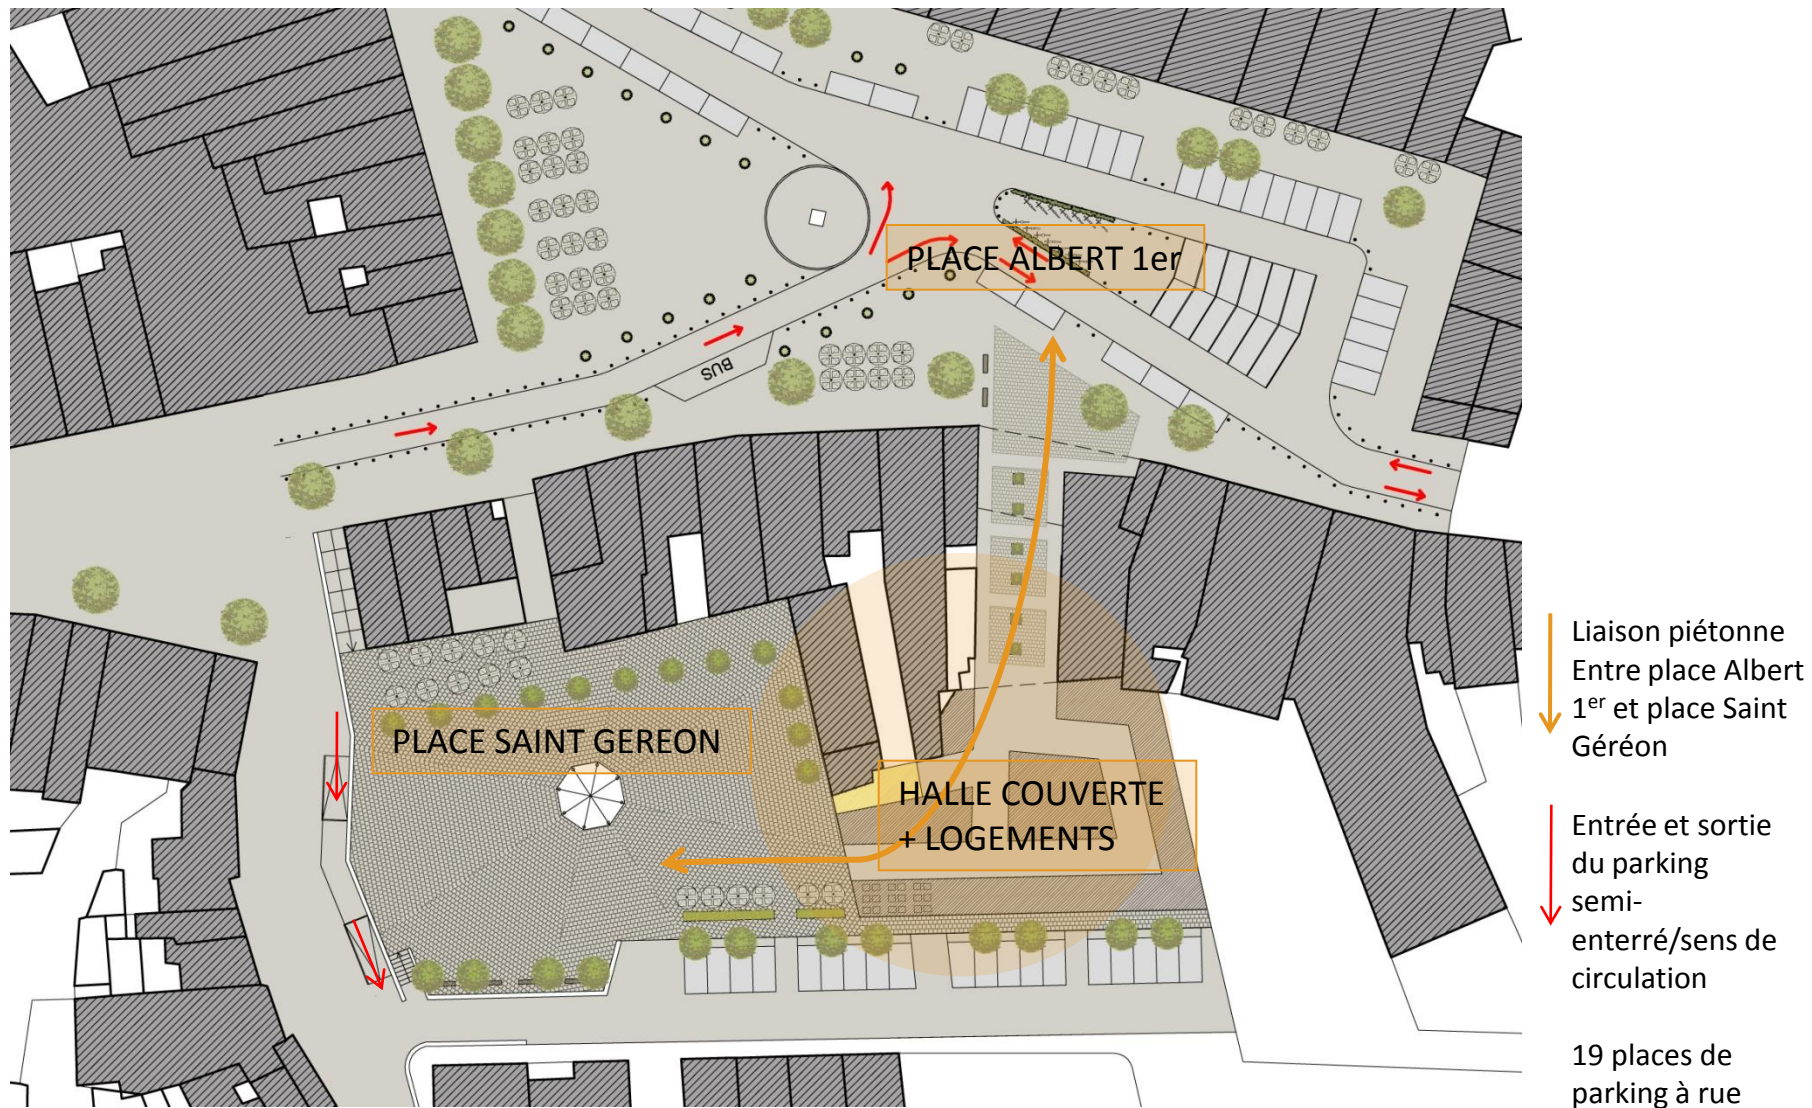 PLACE ALBERT 1er
BUS
PLACE SAINT GEREON
HALLE COUVERTE
+ LOGEMENTS
Liaison piétonne
Entre place Albert
1er et place Saint
Géréon
Entrée et sortie
du parking
semi-
enterré/sens de
circulation
19 places de
parking à rue